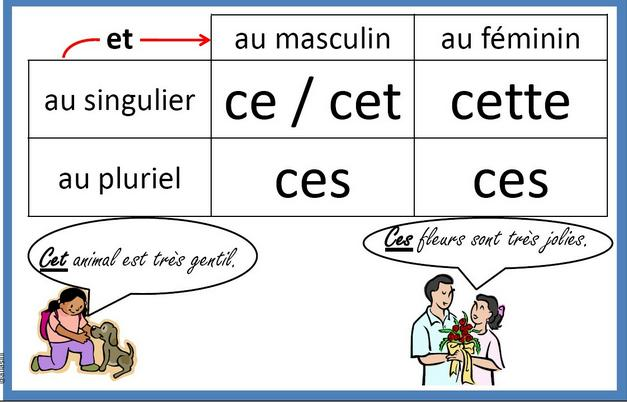 et au masculin au féminin
au singulier ce / cet cette
au pluriel ces ces
Cet animal est très gentil.
Ces fleurs sont très jolies.